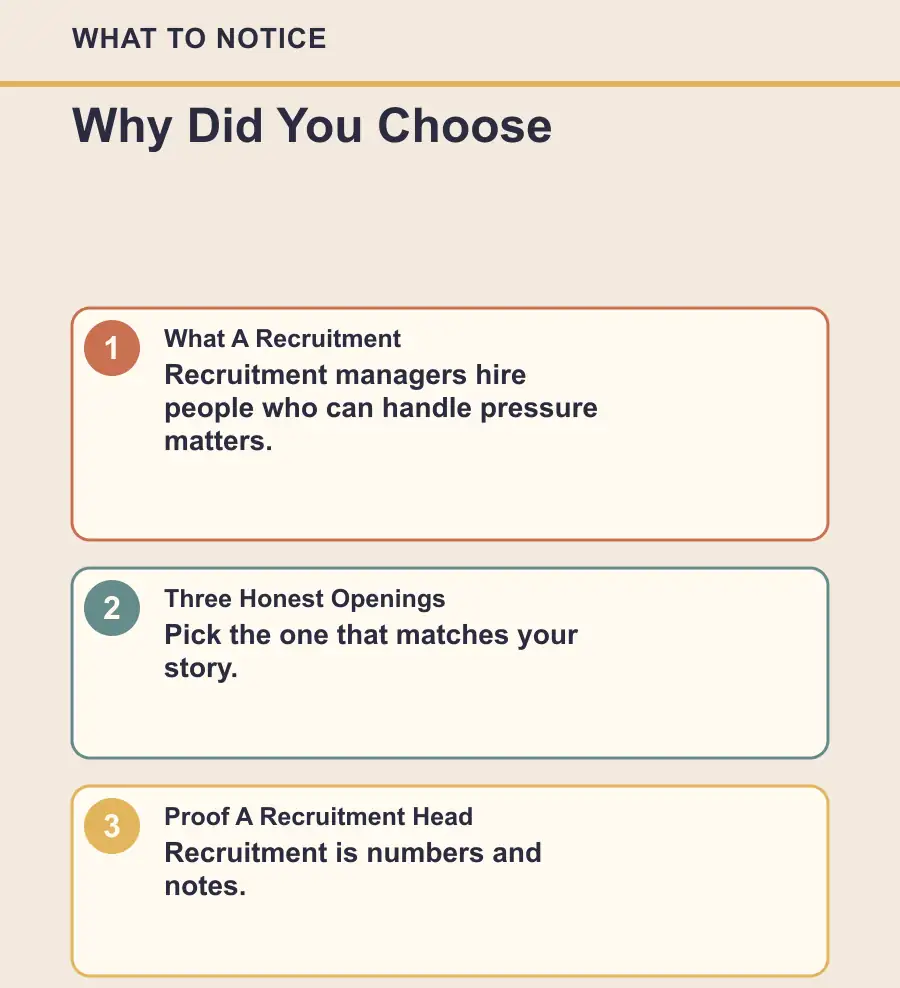 WHAT TO NOTICE
Why Did You Choose
1
What A Recruitment
Recruitment managers hire
people who can handle pressure
matters.
2
Three Honest Openings
Pick the one that matches your
story.
3
Proof A Recruitment Head
Recruitment is numbers and
notes.